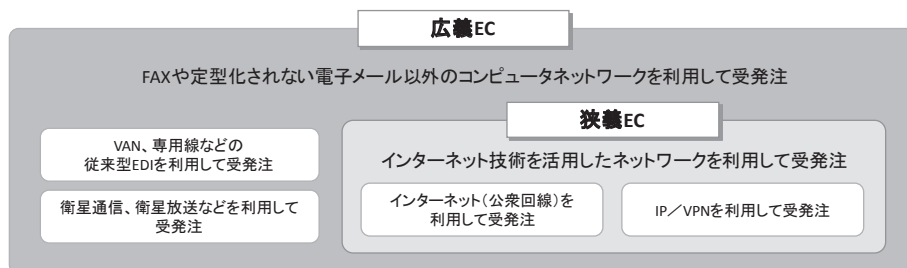 広義EC
FAXや定型化されない電子メール以外のコンピュータネットワークを利用して受発注
VAN、専用線などの
従来型EDIを利用して受発注
衛星通信、衛星放送などを利用して
受発注
狭義EC
インターネット技術を活用したネットワークを利用して受発注
インターネット（公衆回線）を
利用して受発注
IP／VPNを利用して受発注